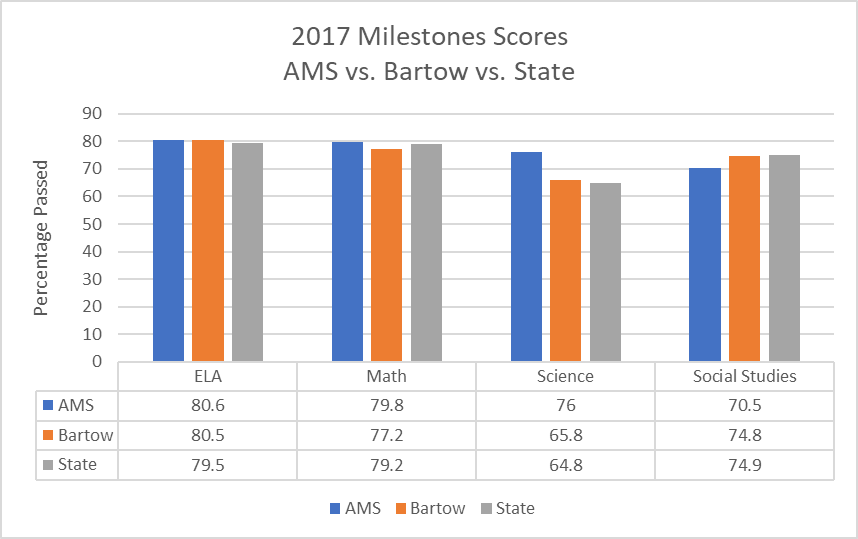 2017 Milestones Scores
AMS vs. Bartow vs. State
Percentage Passed
90
80
70
60
50
40
30
20
10
0
ELA Math Science Social Studies
AMS 80.6 79.8 76 70.5
Bartow 80.5 77.2 65.8 74.8
State 79.5 79.2 64.8 74.9
AMS Bartow State